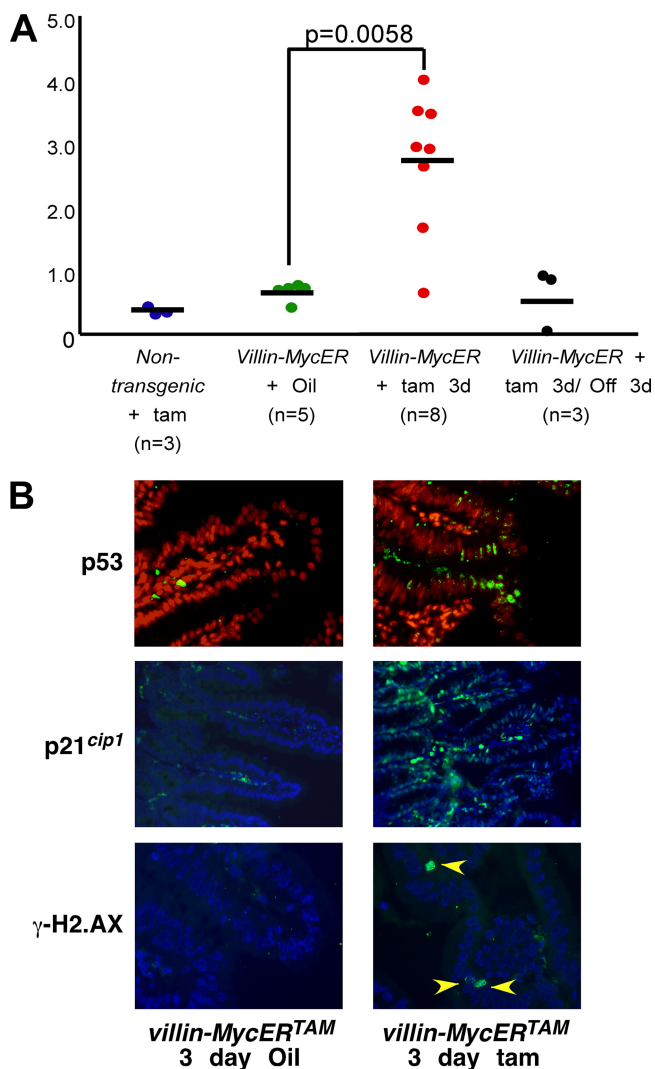 A
5.0
4.0
3.0
2.0
1.0
0
p=0.0058
Non-
transgenic
+ tam
(n=3)
Villin-MycER
+ Oil
(n=5)
Villin-MycER
+ tam 3d
(n=8)
Villin-MycER +
tam 3d/ Off 3d
(n=3)
B
p53
p21cip1
γ-H2.AX
villin-MycERTAM
3 day Oil
villin-MycERTAM
3 day tam